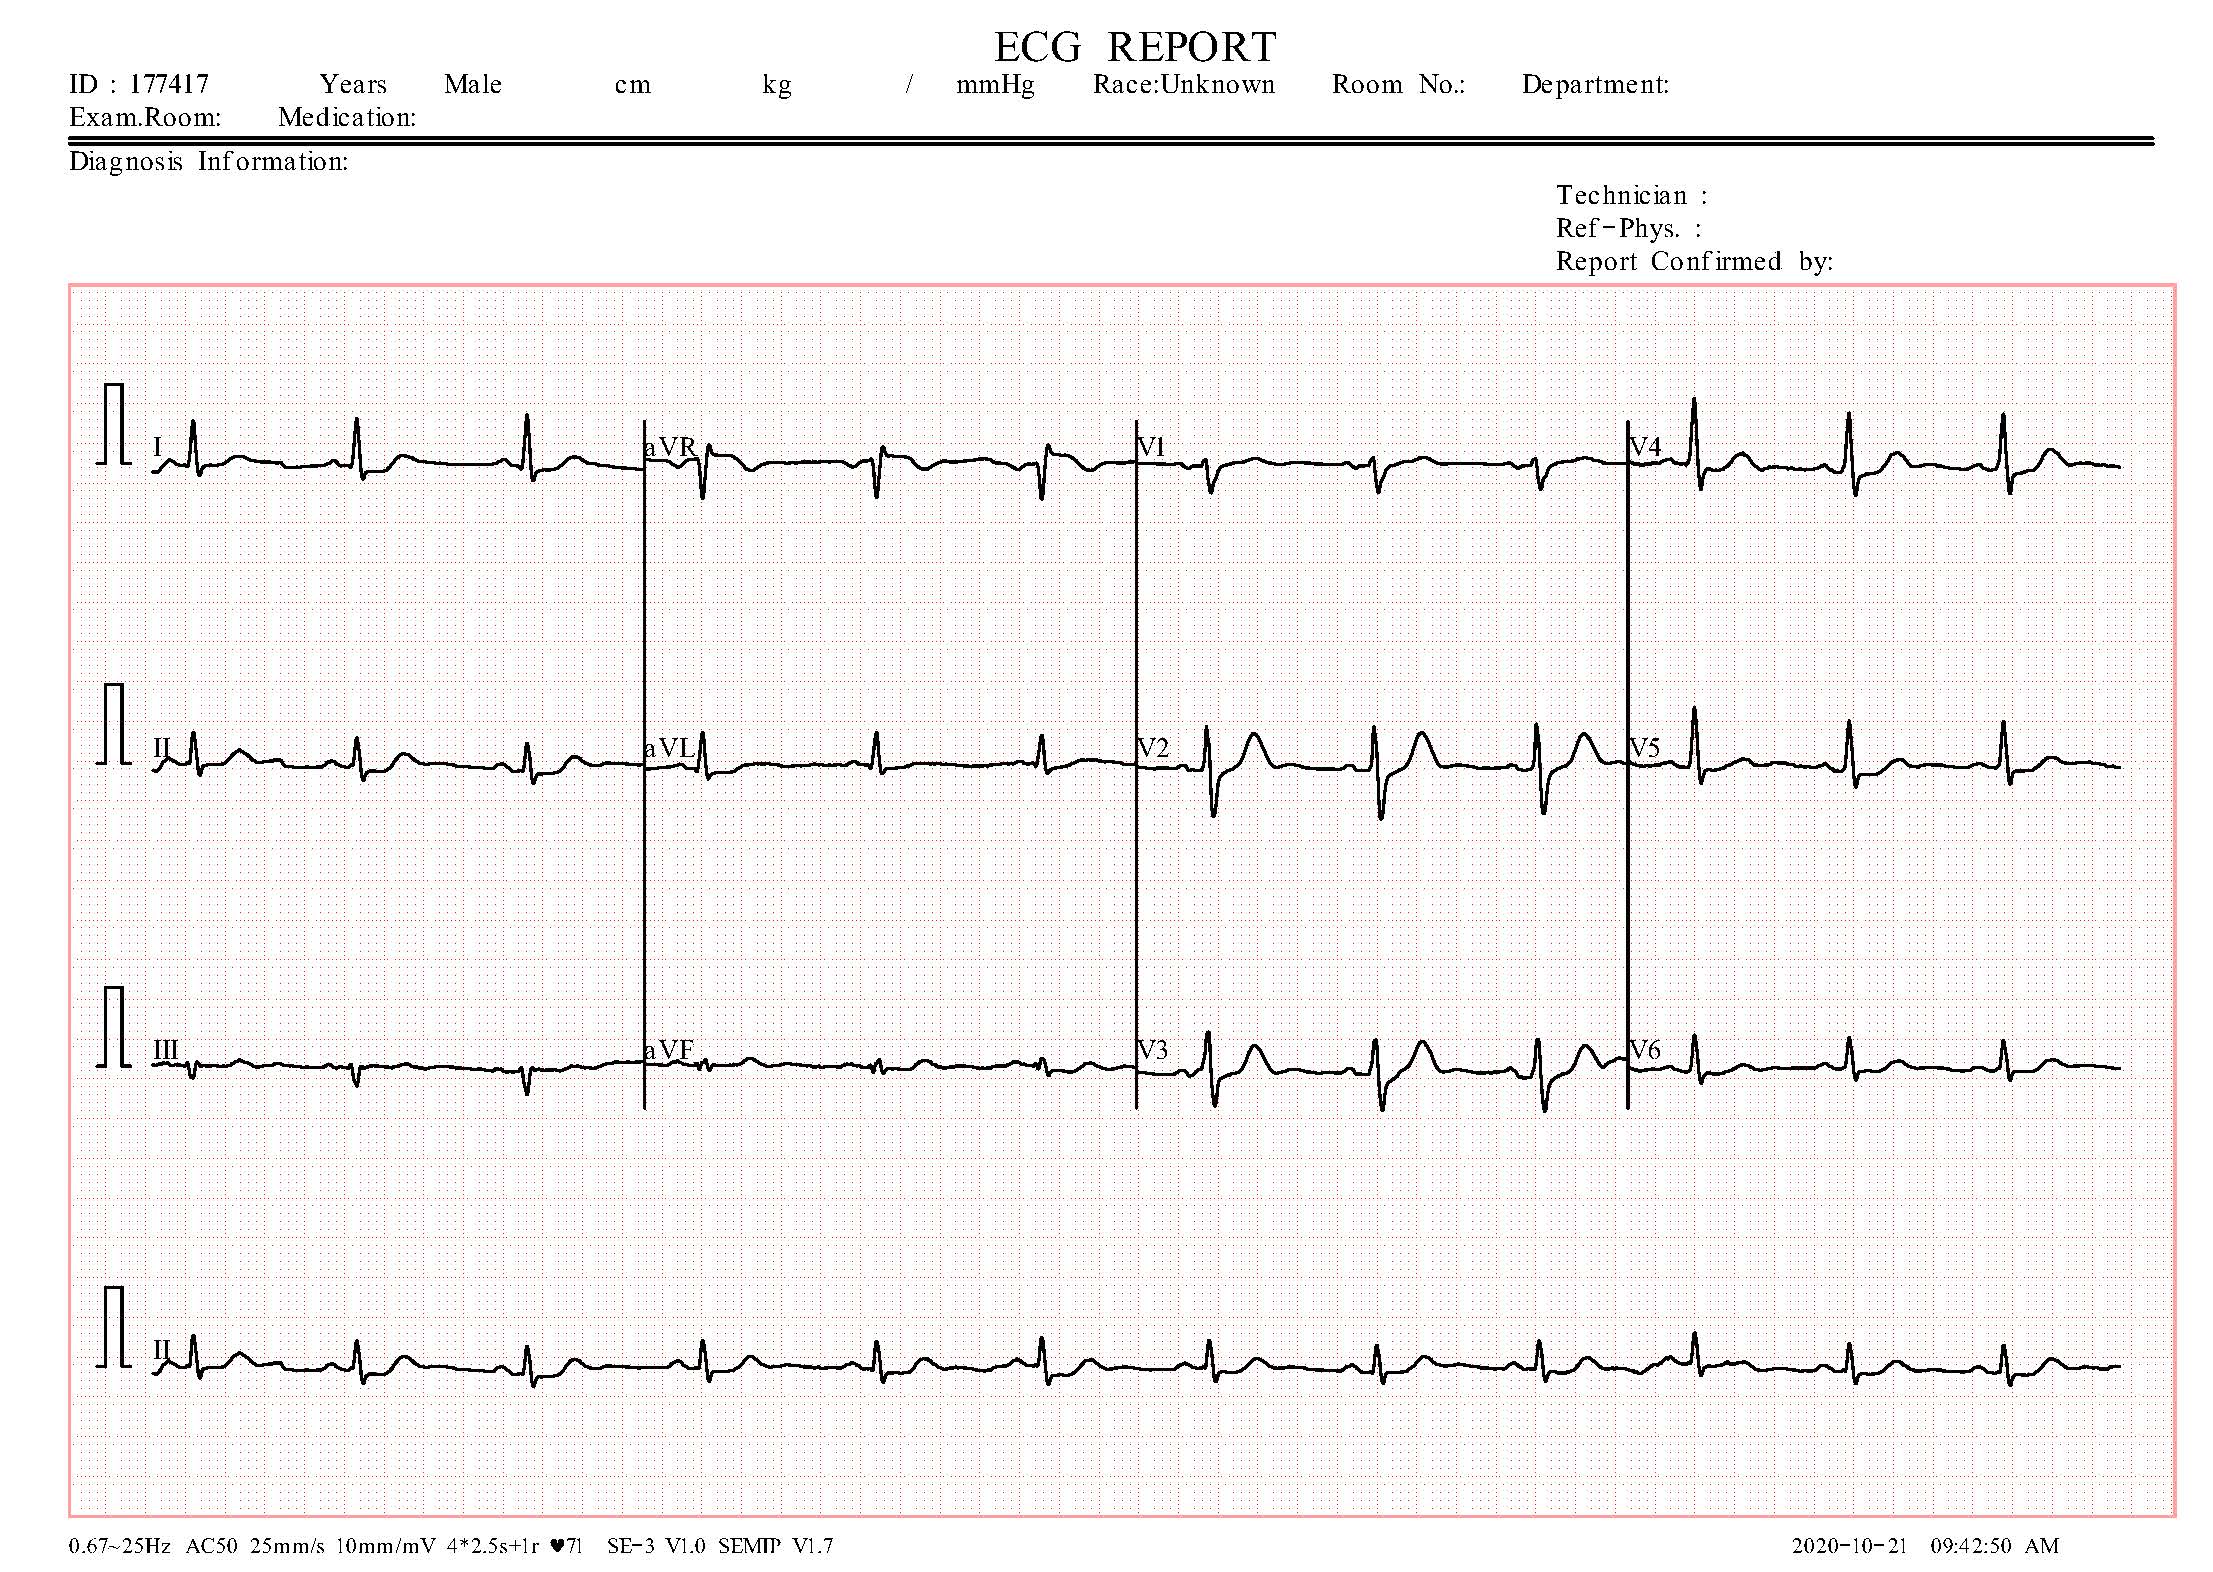 ECG REPORT
ID : 177417 Years Male cm kg / mmHg Race:Unknown Room No.: Department:
Exam.Room: Medication:
Diagnosis Information:
Technician :
Ref-Phys. :
Report Confirmed by:
I aVR V1 V4
II aVL V2 V5
III aVF V3 V6
II
0.67~25Hz AC50 25mm/s 10mm/mV 4*2.5s+1r ♥71 SE-3 V1.0 SEMIP V1.7 2020-10-21 09:42:50 AM